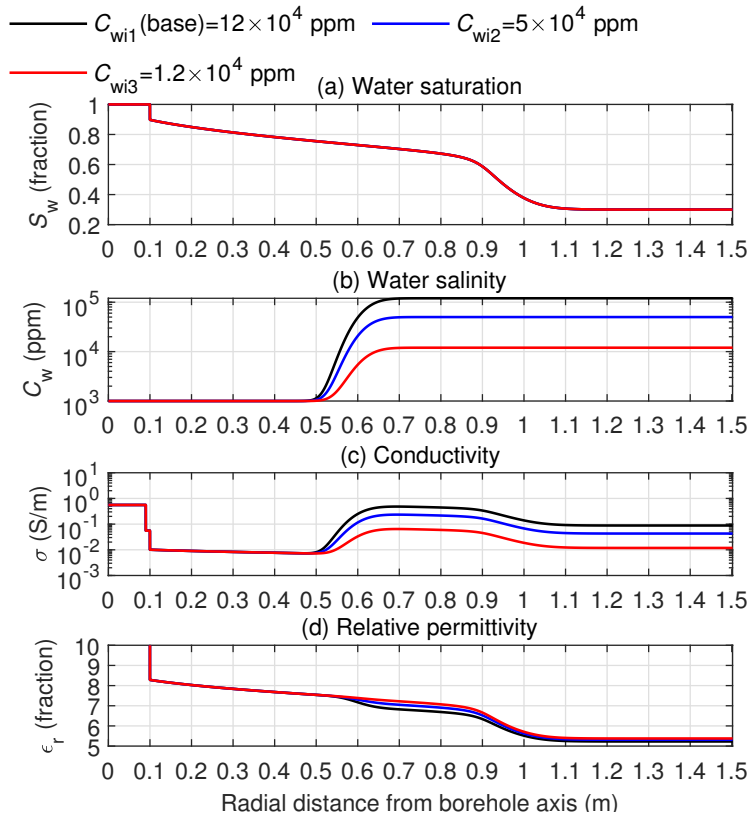 C_wi1(base)=12×10^4 ppm C_wi2=5×10^4 ppm
C_wi3=1.2×10^4 ppm
(a) Water saturation
S_w (fraction)
1
0.8
0.6
0.4
0.2
0 0.1 0.2 0.3 0.4 0.5 0.6 0.7 0.8 0.9 1 1.1 1.2 1.3 1.4 1.5
(b) Water salinity
C_w (ppm)
10^5
10^4
10^3
0 0.1 0.2 0.3 0.4 0.5 0.6 0.7 0.8 0.9 1 1.1 1.2 1.3 1.4 1.5
(c) Conductivity
σ (S/m)
10^1
10^0
10^-1
10^-2
10^-3
0 0.1 0.2 0.3 0.4 0.5 0.6 0.7 0.8 0.9 1 1.1 1.2 1.3 1.4 1.5
(d) Relative permittivity
ϵ_r (fraction)
10
9
8
7
6
5
0 0.1 0.2 0.3 0.4 0.5 0.6 0.7 0.8 0.9 1 1.1 1.2 1.3 1.4 1.5
Radial distance from borehole axis (m)